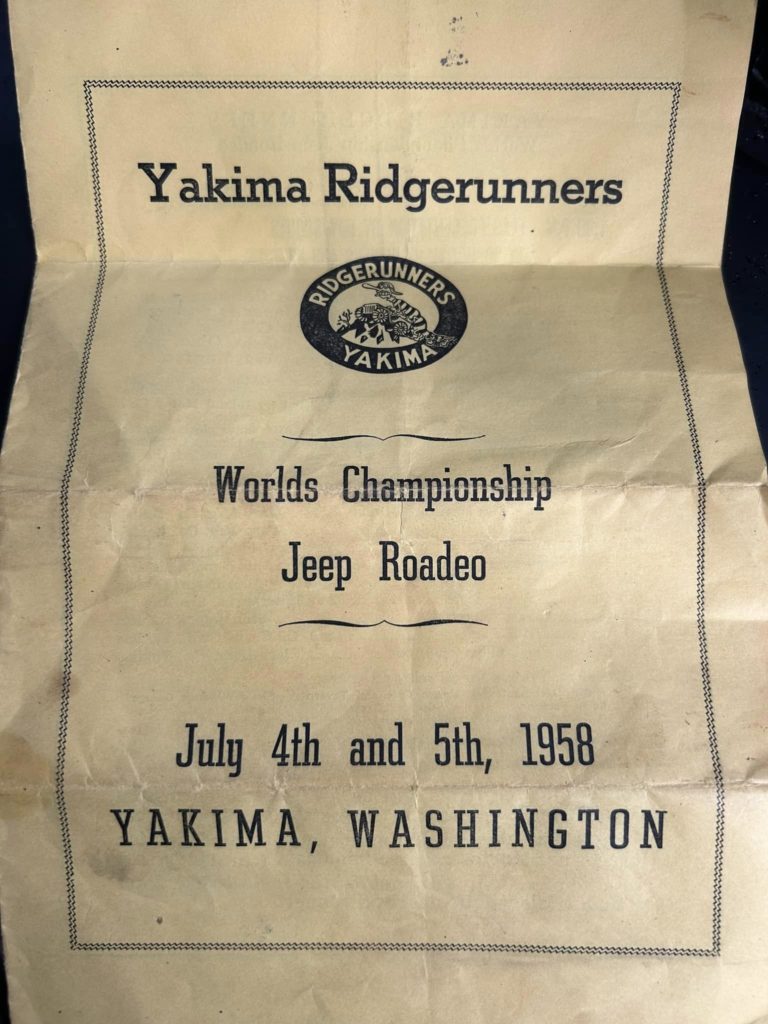 Yakima Ridgerunners
RIDGERUNNERS
YAKIMA
Worlds Championship
Jeep Roadeo
July 4th and 5th, 1958
YAKIMA, WASHINGTON